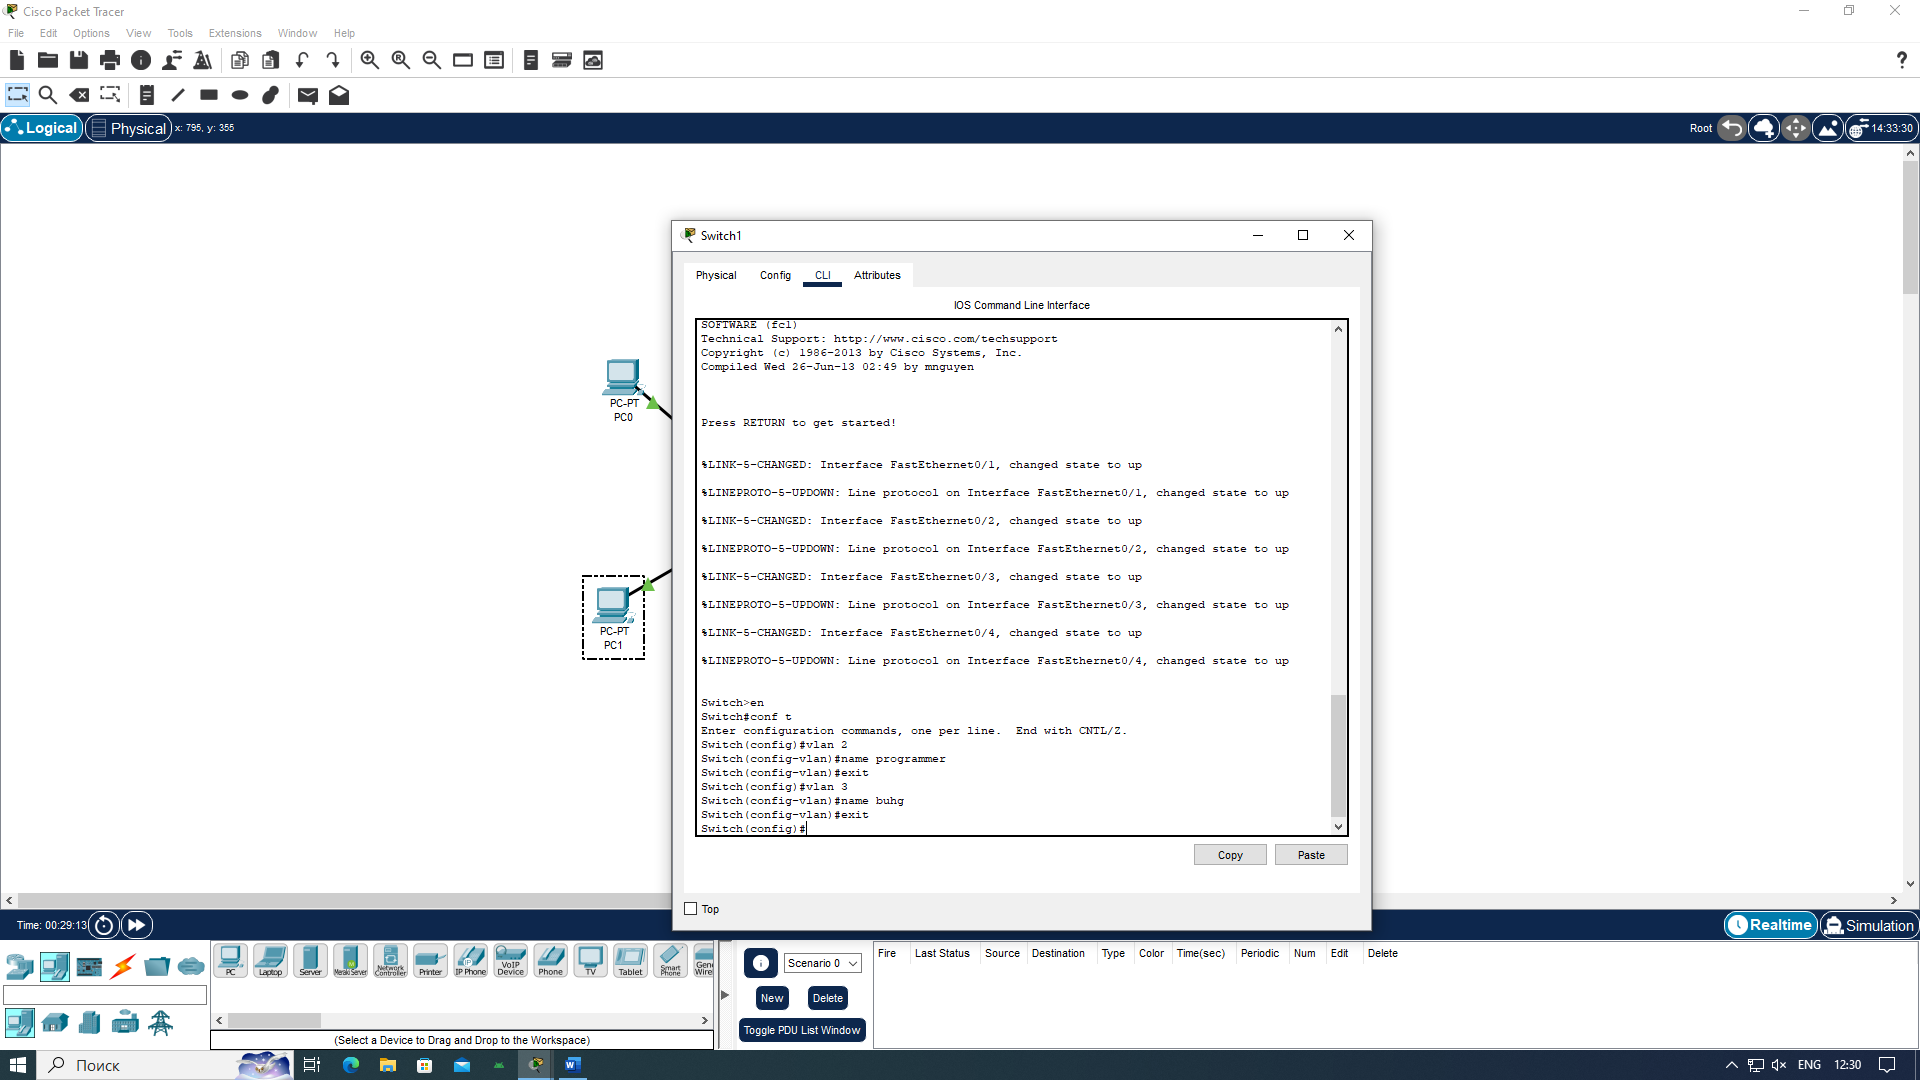 Cisco Packet Tracer
File Edit Options View Tools Extensions Window Help
Logical Physical x: 795, y: 355 Root 14:33:30
Switch1
Physical Config CLI Attributes
IOS Command Line Interface
SOFTWARE (fc1)
Technical Support: http://www.cisco.com/techsupport
Copyright (c) 1986-2013 by Cisco Systems, Inc.
Compiled Wed 26-Jun-13 02:49 by mnguyen
Press RETURN to get started!
%LINK-5-CHANGED: Interface FastEthernet0/1, changed state to up
%LINEPROTO-5-UPDOWN: Line protocol on Interface FastEthernet0/1, changed state to up
%LINK-5-CHANGED: Interface FastEthernet0/2, changed state to up
%LINEPROTO-5-UPDOWN: Line protocol on Interface FastEthernet0/2, changed state to up
%LINK-5-CHANGED: Interface FastEthernet0/3, changed state to up
%LINEPROTO-5-UPDOWN: Line protocol on Interface FastEthernet0/3, changed state to up
%LINK-5-CHANGED: Interface FastEthernet0/4, changed state to up
%LINEPROTO-5-UPDOWN: Line protocol on Interface FastEthernet0/4, changed state to up
Switch>en
Switch#conf t
Enter configuration commands, one per line.  End with CNTL/Z.
Switch(config)#vlan 2
Switch(config-vlan)#name programmer
Switch(config-vlan)#exit
Switch(config)#vlan 3
Switch(config-vlan)#name buhg
Switch(config-vlan)#exit
Switch(config)#
Copy Paste
Top
PC-PT
PC0
PC-PT
PC1
Time: 00:29:13 Realtime Simulation
PC Laptop Server Meraki Server Network Controller Printer IP Phone VoIP Device Phone TV Tablet Smart Phone
(Select a Device to Drag and Drop to the Workspace)
Scenario 0
New Delete
Toggle PDU List Window
Fire Last Status Source Destination Type Color Time(sec) Periodic Num Edit Delete
Поиск ENG 12:30